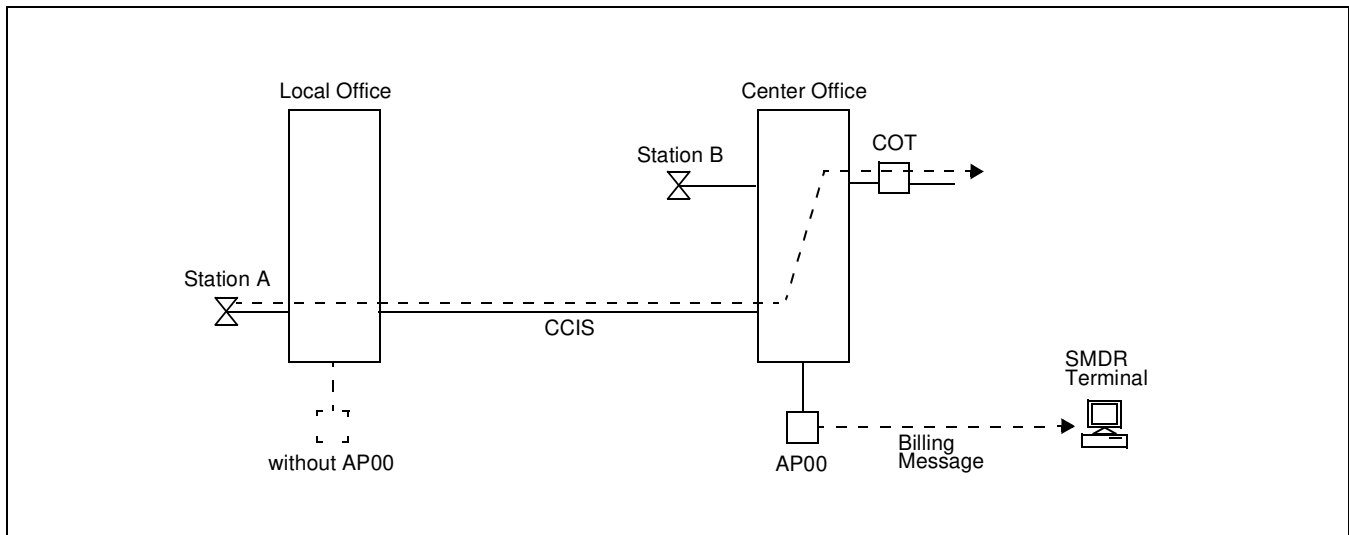 Local Office
Center Office
COT
Station B
Station A
CCIS
SMDR
Terminal
Billing
Message
without AP00
AP00